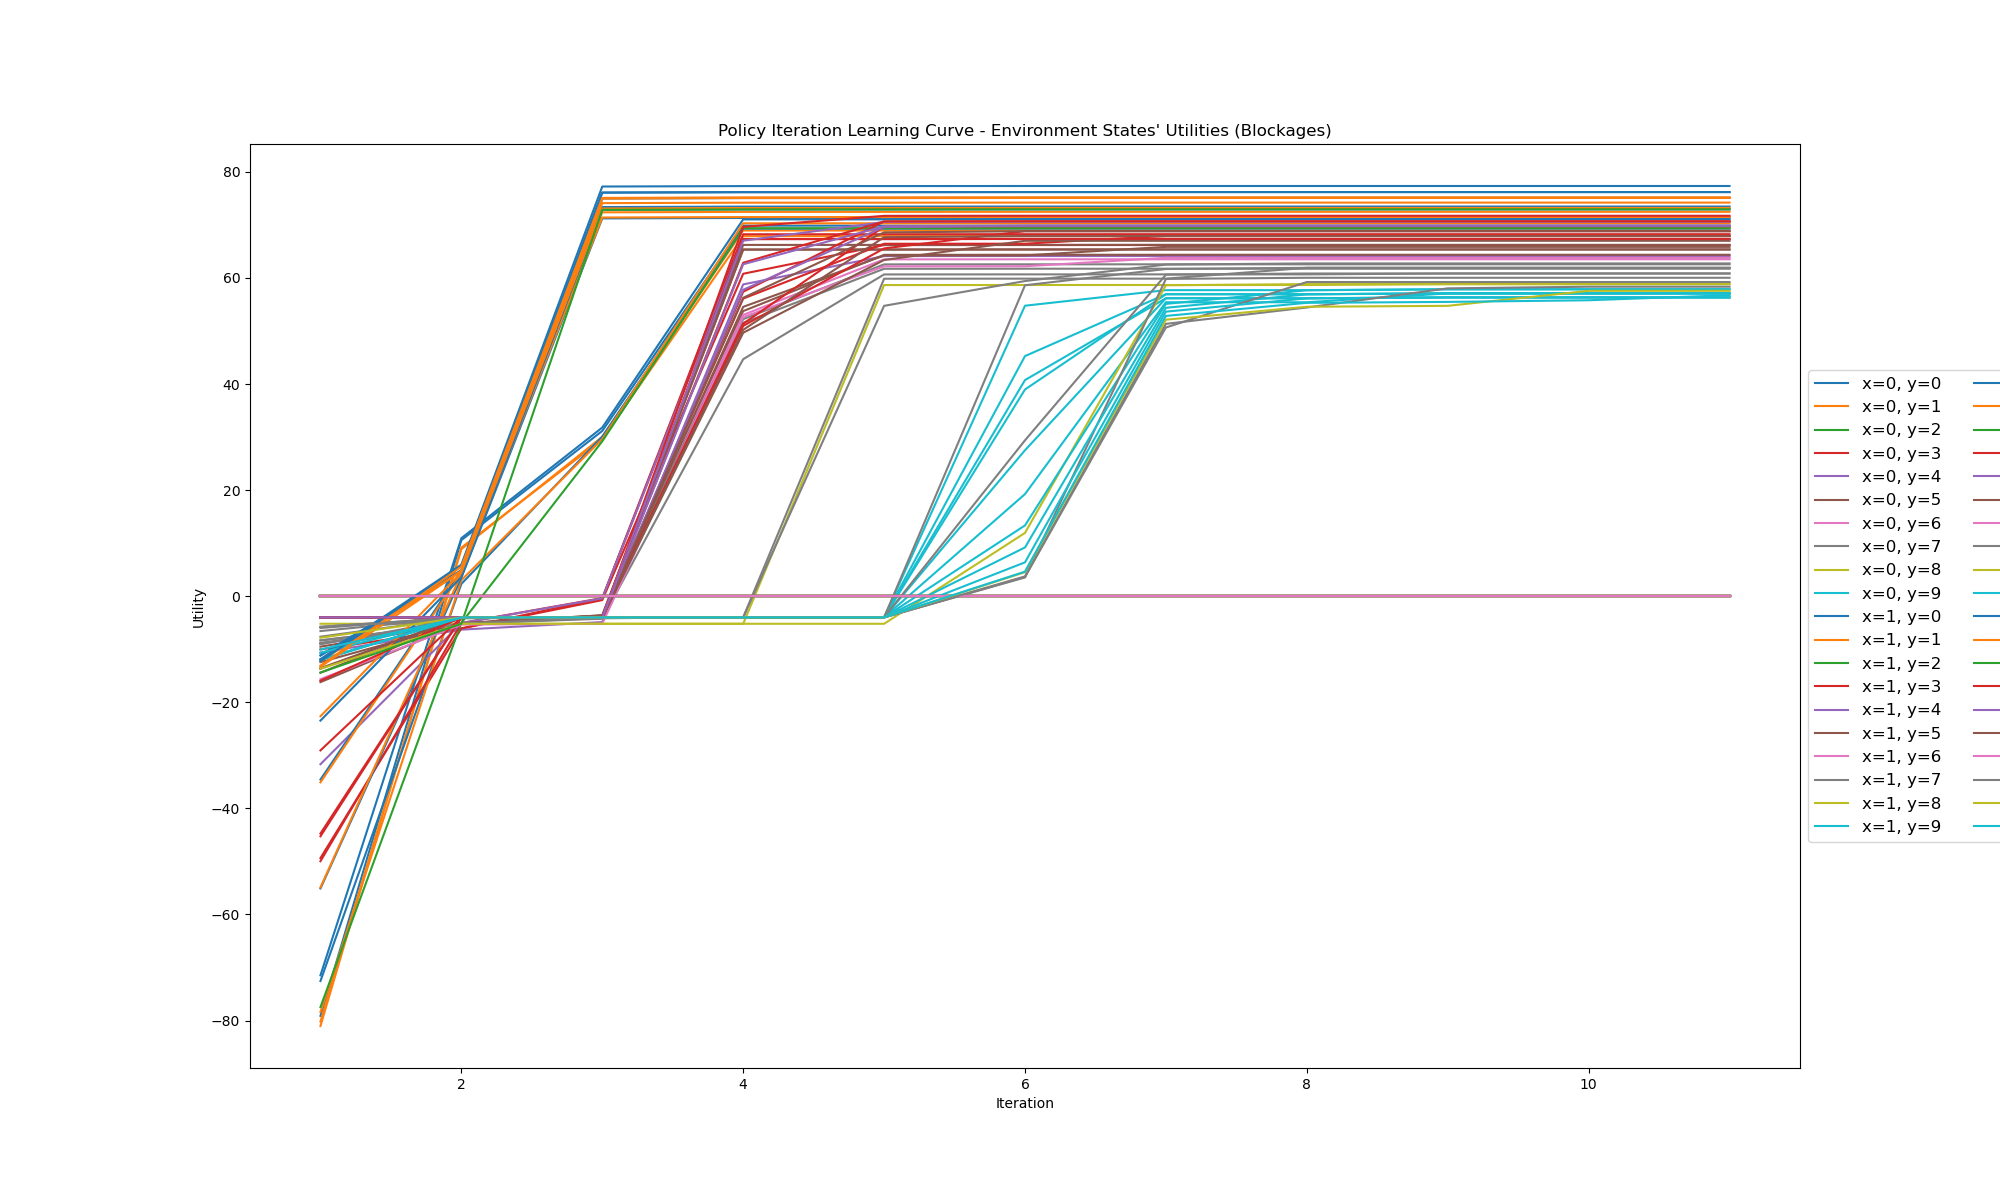 Policy Iteration Learning Curve - Environment States' Utilities (Blockages)
80
60
40
20
0
−20
−40
−60
−80
Utility
2
4
6
8
10
Iteration
x=0, y=0
x=0, y=1
x=0, y=2
x=0, y=3
x=0, y=4
x=0, y=5
x=0, y=6
x=0, y=7
x=0, y=8
x=0, y=9
x=1, y=0
x=1, y=1
x=1, y=2
x=1, y=3
x=1, y=4
x=1, y=5
x=1, y=6
x=1, y=7
x=1, y=8
x=1, y=9